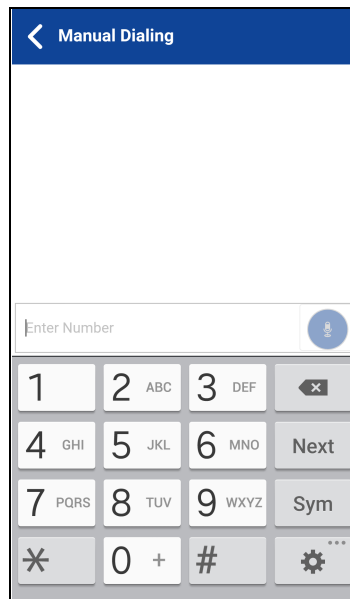 Manual Dialing
Enter Number
1 2 ABC 3 DEF
4 GHI 5 JKL 6 MNO Next
7 PQRS 8 TUV 9 WXYZ Sym
* 0 + #